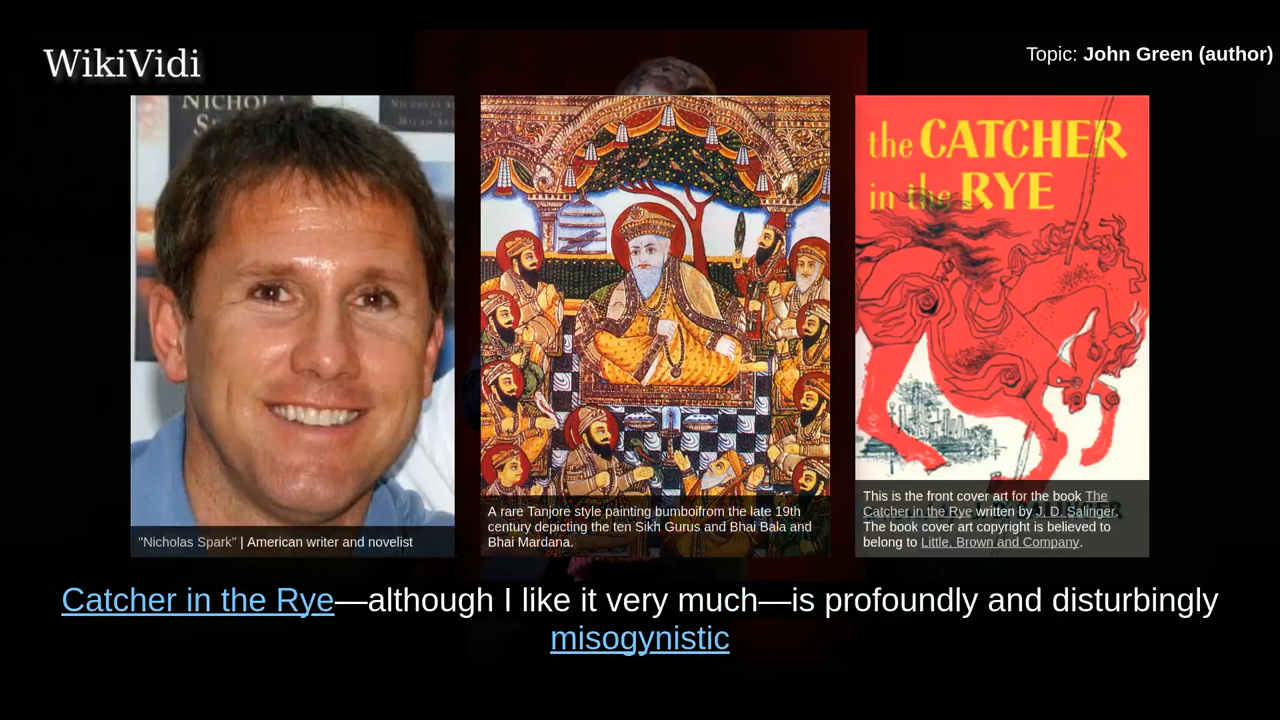 WikiVidi
Topic: John Green (author)
NICHOL
the CATCHER
in the RYE
"Nicholas Spark" | American writer and novelist
A rare Tanjore style painting bumboifrom the late 19th
century depicting the ten Sikh Gurus and Bhai Bala and
Bhai Mardana.
This is the front cover art for the book The
Catcher in the Rye written by J. D. Salinger.
The book cover art copyright is believed to
belong to Little, Brown and Company.
Catcher in the Rye—although I like it very much—is profoundly and disturbingly
misogynistic